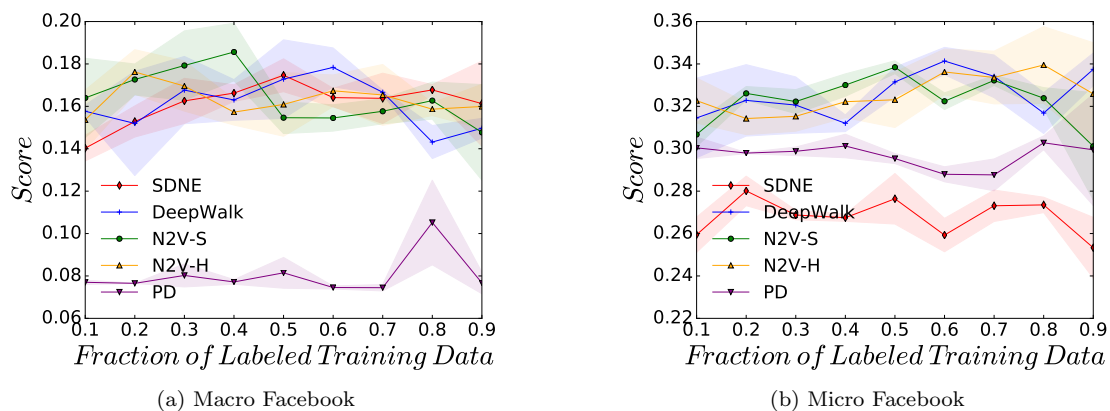 0.20
0.18
0.16
0.14
0.12
0.10
0.08
0.06
Score
SDNE
DeepWalk
N2V-S
N2V-H
PD
0.1 0.2 0.3 0.4 0.5 0.6 0.7 0.8 0.9
Fraction of Labeled Training Data
(a) Macro Facebook
0.36
0.34
0.32
0.30
0.28
0.26
0.24
0.22
Score
SDNE
DeepWalk
N2V-S
N2V-H
PD
0.1 0.2 0.3 0.4 0.5 0.6 0.7 0.8 0.9
Fraction of Labeled Training Data
(b) Micro Facebook